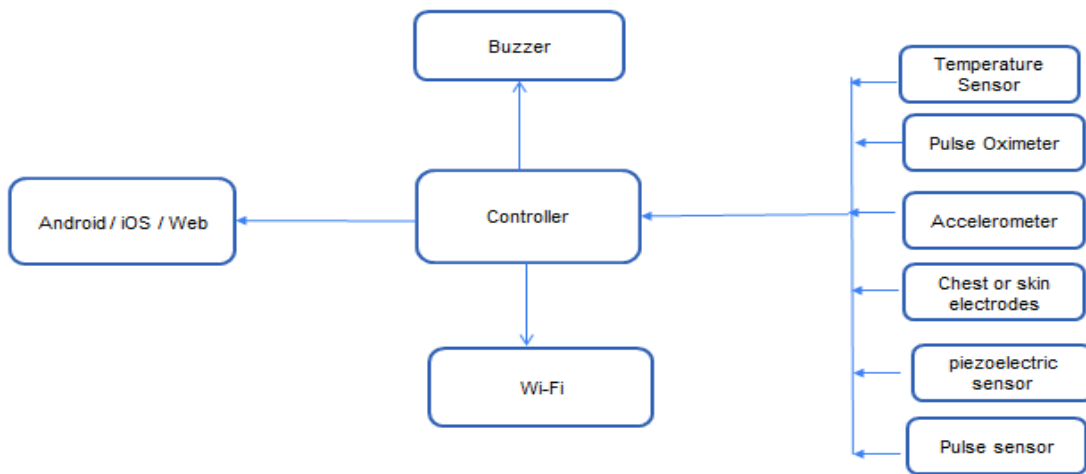 Buzzer
Temperature
Sensor
Pulse Oximeter
Android / iOS / Web
Controller
Accelerometer
Chest or skin
electrodes
Wi-Fi
piezoelectric
sensor
Pulse sensor